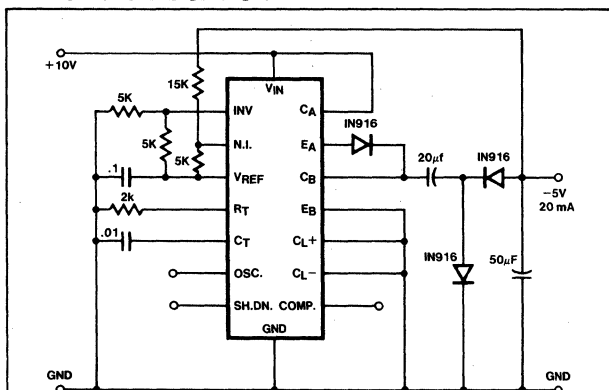 +10V
15K
VIN
5K
INV
CA
IN916
5K
N.I.
EA
20μf
IN916
.1
5K
VREF
CB
-5V
20 mA
2k
RT
EB
.01
CT
CL+
IN916
50μF
OSC.
CL-
SH.DN.
COMP.
GND
GND
GND